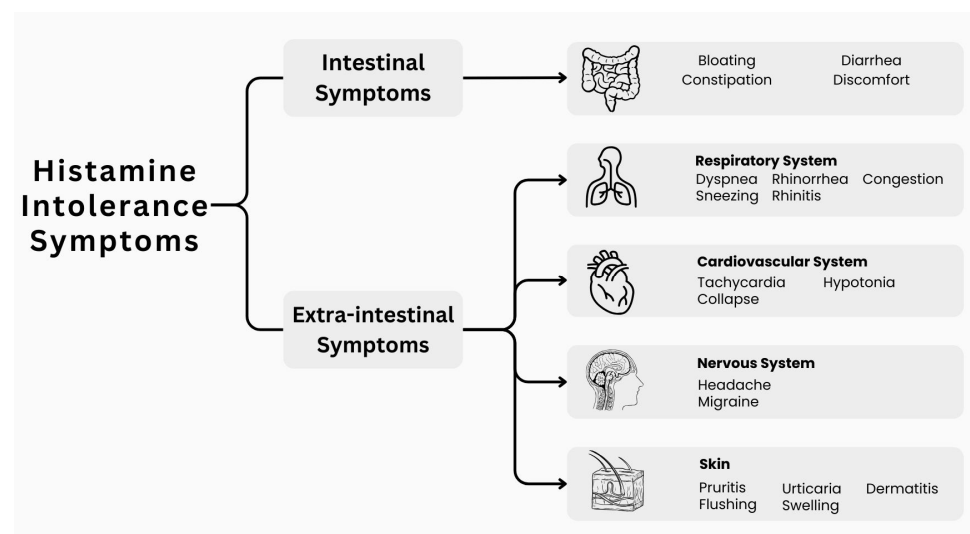 Histamine
Intolerance
Symptoms
Intestinal
Symptoms
Bloating Diarrhea
Constipation Discomfort
Extra-intestinal
Symptoms
Respiratory System
Dyspnea Rhinorrhea Congestion
Sneezing Rhinitis
Cardiovascular System
Tachycardia Hypotonia
Collapse
Nervous System
Headache
Migraine
Skin
Pruritis Urticaria Dermatitis
Flushing Swelling